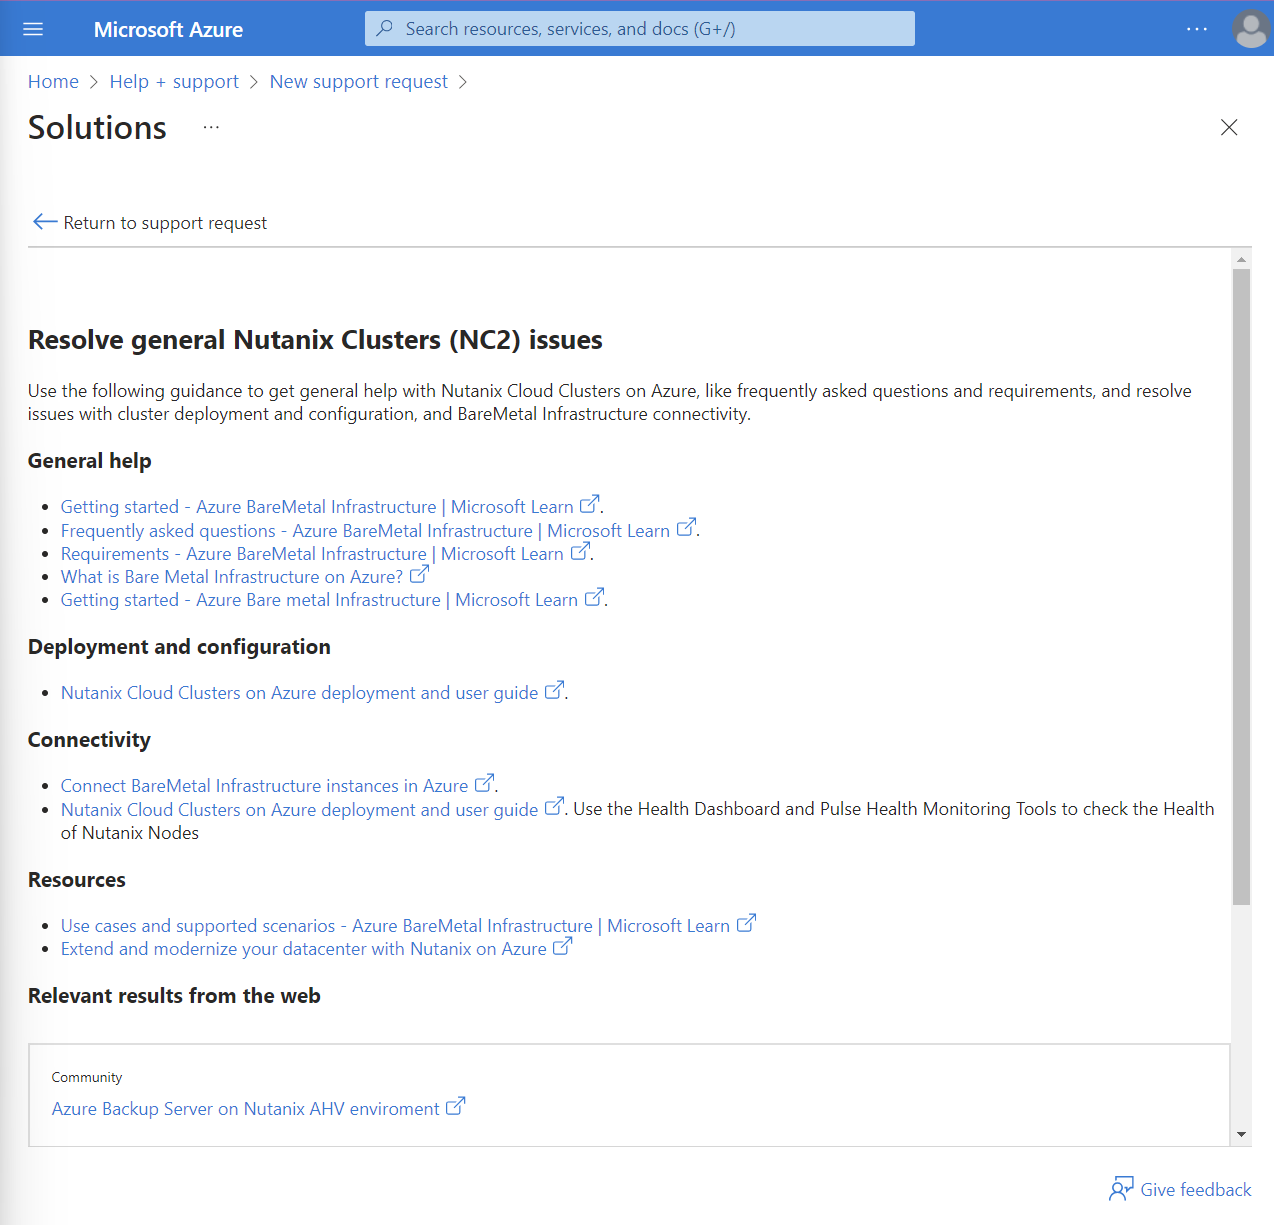 Microsoft Azure
Search resources, services, and docs (G+/)
Home > Help + support > New support request >
Solutions ...
Return to support request
Resolve general Nutanix Clusters (NC2) issues
Use the following guidance to get general help with Nutanix Cloud Clusters on Azure, like frequently asked questions and requirements, and resolve
issues with cluster deployment and configuration, and BareMetal Infrastructure connectivity.
General help
• Getting started - Azure BareMetal Infrastructure | Microsoft Learn.
• Frequently asked questions - Azure BareMetal Infrastructure | Microsoft Learn.
• Requirements - Azure BareMetal Infrastructure | Microsoft Learn.
• What is Bare Metal Infrastructure on Azure?
• Getting started - Azure Bare metal Infrastructure | Microsoft Learn.
Deployment and configuration
• Nutanix Cloud Clusters on Azure deployment and user guide.
Connectivity
• Connect BareMetal Infrastructure instances in Azure.
• Nutanix Cloud Clusters on Azure deployment and user guide. Use the Health Dashboard and Pulse Health Monitoring Tools to check the Health
of Nutanix Nodes
Resources
• Use cases and supported scenarios - Azure BareMetal Infrastructure | Microsoft Learn
• Extend and modernize your datacenter with Nutanix on Azure
Relevant results from the web
Community
Azure Backup Server on Nutanix AHV enviroment
Give feedback